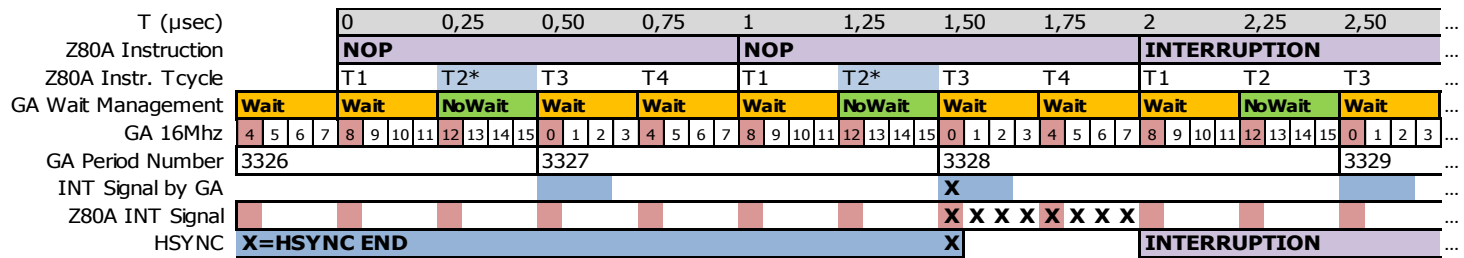 T (µsec) 0 0,25 0,50 0,75 1 1,25 1,50 1,75 2 2,25 2,50 ...
Z80A Instruction NOP NOP INTERRUPTION ...
Z80A Instr. Tcycle T1 T2* T3 T4 T1 T2* T3 T4 T1 T2 T3 ...
GA Wait Management Wait Wait NoWait Wait Wait Wait NoWait Wait Wait Wait NoWait Wait ...
GA 16Mhz 4 5 6 7 8 9 10 11 12 13 14 15 0 1 2 3 4 5 6 7 8 9 10 11 12 13 14 15 0 1 2 3 4 5 6 7 8 9 10 11 12 13 14 15 0 1 2 3 ...
GA Period Number 3326 3327 3328 3329 ...
INT Signal by GA X ...
Z80A INT Signal X X X X X X X X ...
HSYNC X=HSYNC END X INTERRUPTION ...